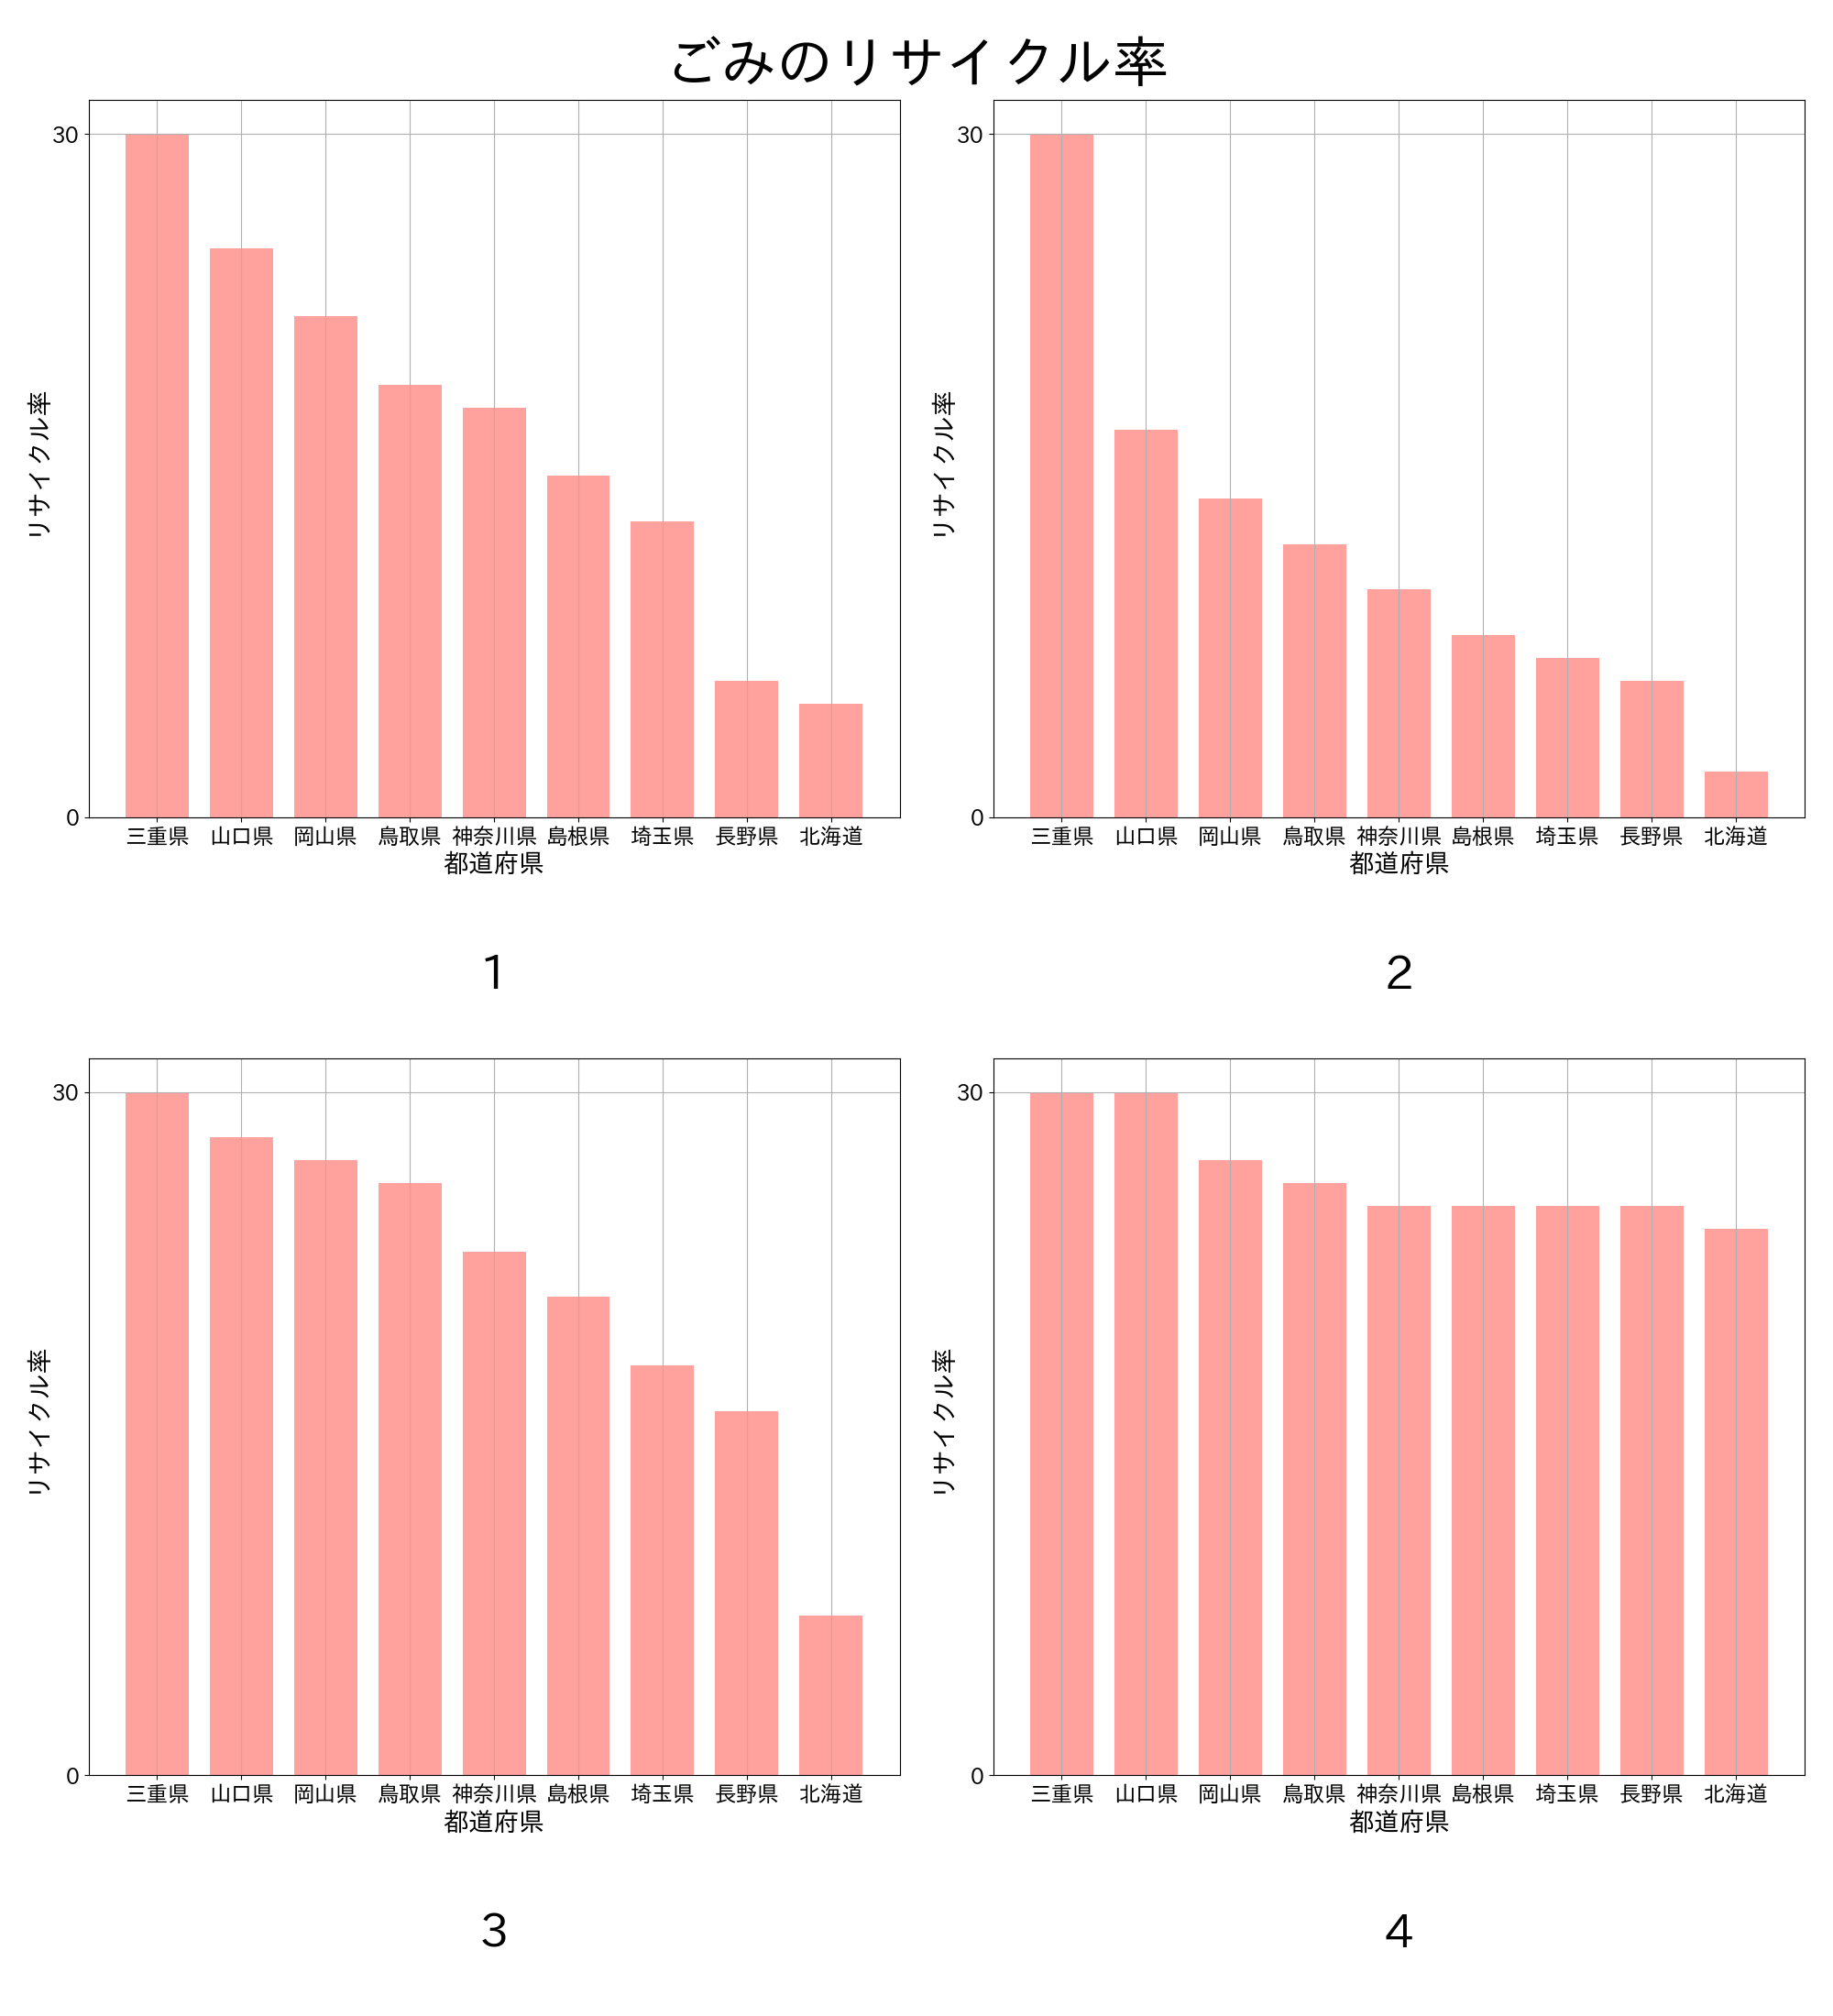 ごみのリサイクル率
30
0
リサイクル率
三重県 山口県 岡山県 鳥取県 神奈川県 島根県 埼玉県 長野県 北海道
都道府県
1
30
0
リサイクル率
三重県 山口県 岡山県 鳥取県 神奈川県 島根県 埼玉県 長野県 北海道
都道府県
2
30
0
リサイクル率
三重県 山口県 岡山県 鳥取県 神奈川県 島根県 埼玉県 長野県 北海道
都道府県
3
30
0
リサイクル率
三重県 山口県 岡山県 鳥取県 神奈川県 島根県 埼玉県 長野県 北海道
都道府県
4